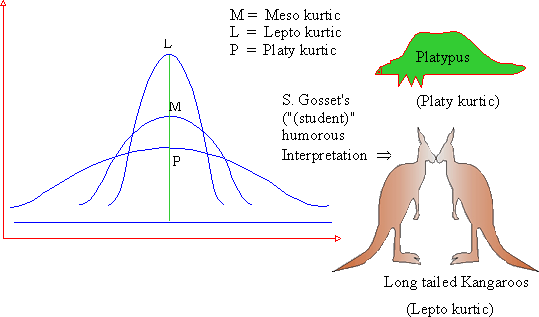 M = Meso kurtic
L = Lepto kurtic
P = Platy kurtic
L
M
P
Platypus
(Platy kurtic)
S. Gosset's
("(student)"
humorous
Interpretation ⇒
Long tailed Kangaroos
(Lepto kurtic)